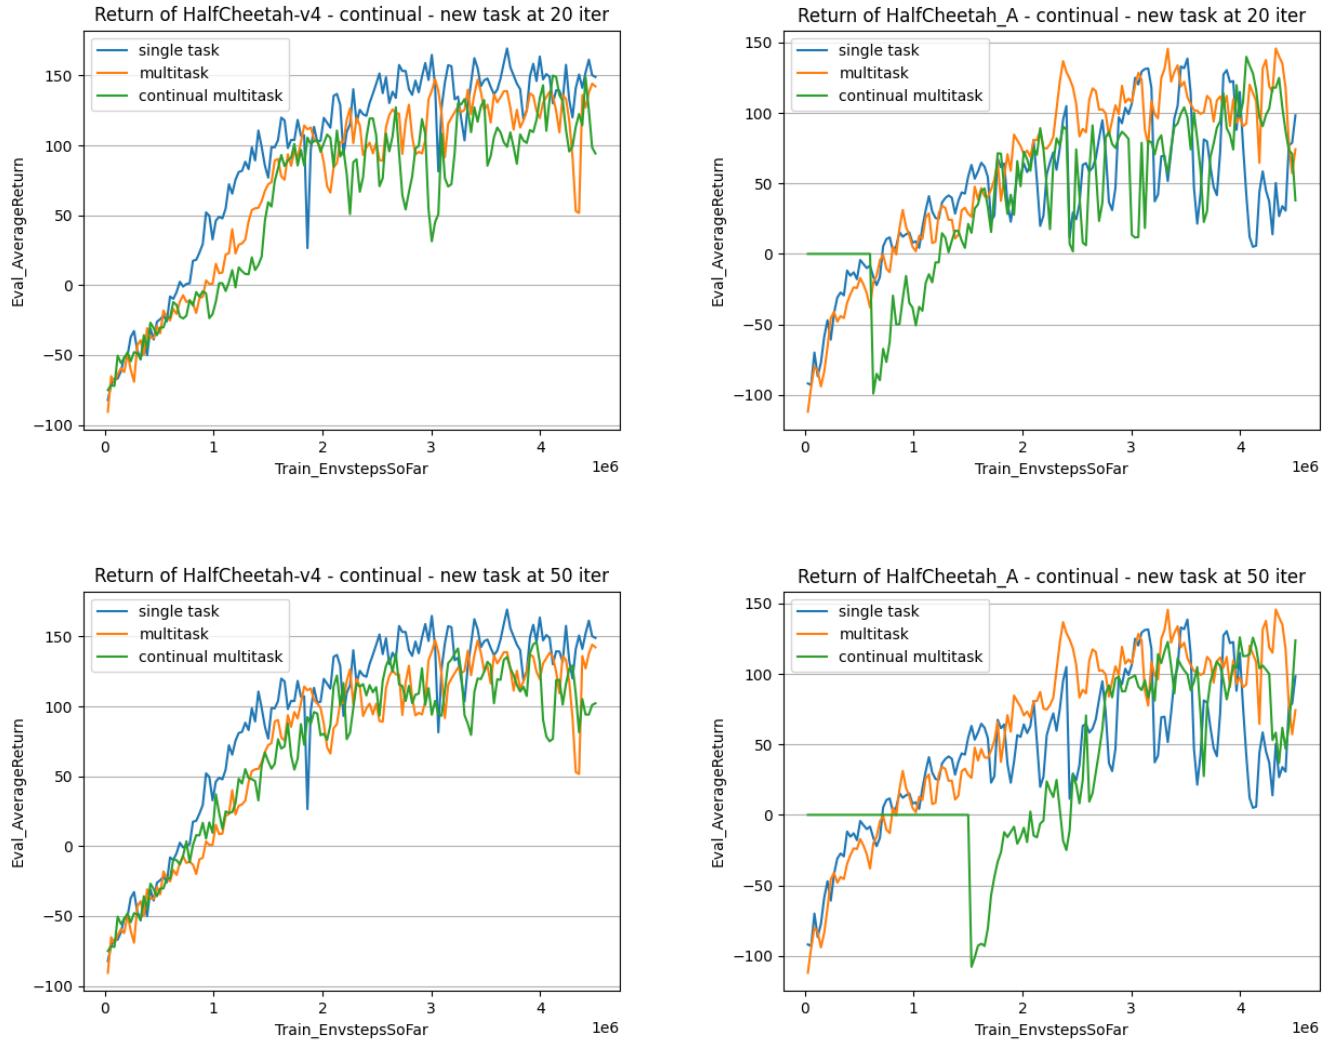 Return of HalfCheetah-v4 - continual - new task at 20 iter
single task
multitask
continual multitask
Eval_AverageReturn
150
100
50
0
−50
−100
0
1
2
3
4
1e6
Train_EnvstepsSoFar
Return of HalfCheetah_A - continual - new task at 20 iter
single task
multitask
continual multitask
Eval_AverageReturn
150
100
50
0
−50
−100
0
1
2
3
4
1e6
Train_EnvstepsSoFar
Return of HalfCheetah-v4 - continual - new task at 50 iter
single task
multitask
continual multitask
Eval_AverageReturn
150
100
50
0
−50
−100
0
1
2
3
4
1e6
Train_EnvstepsSoFar
Return of HalfCheetah_A - continual - new task at 50 iter
single task
multitask
continual multitask
Eval_AverageReturn
150
100
50
0
−50
−100
0
1
2
3
4
1e6
Train_EnvstepsSoFar